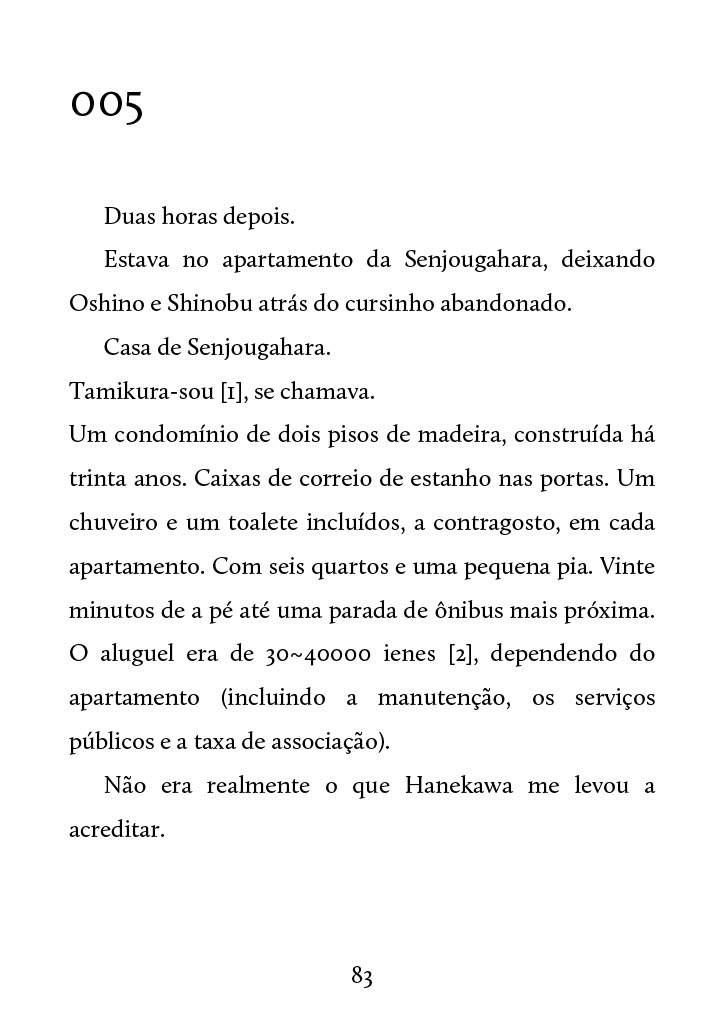 005
Duas horas depois.
Estava no apartamento da Senjougahara, deixando
Oshino e Shinobu atrás do cursinho abandonado.
Casa de Senjougahara.
Tamikura-sou [1], se chamava.
Um condomínio de dois pisos de madeira, construída há
trinta anos. Caixas de correio de estanho nas portas. Um
chuveiro e um toalete incluídos, a contragosto, em cada
apartamento. Com seis quartos e uma pequena pia. Vinte
minutos de a pé até uma parada de ônibus mais próxima.
O aluguel era de 30~40000 ienes [2], dependendo do
apartamento (incluindo a manutenção, os serviços
públicos e a taxa de associação).
Não era realmente o que Hanekawa me levou a
acreditar.
83